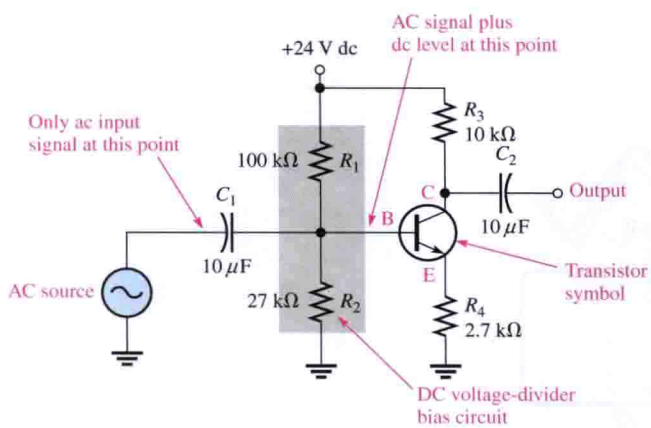 AC signal plus
dc level at this point
+24 V dc
Only ac input
signal at this point
R3
10 kΩ
C2
100 kΩ
R1
C1
C
Output
B
10 μF
10 μF
E
Transistor
symbol
AC source
27 kΩ
R2
R4
2.7 kΩ
DC voltage-divider
bias circuit